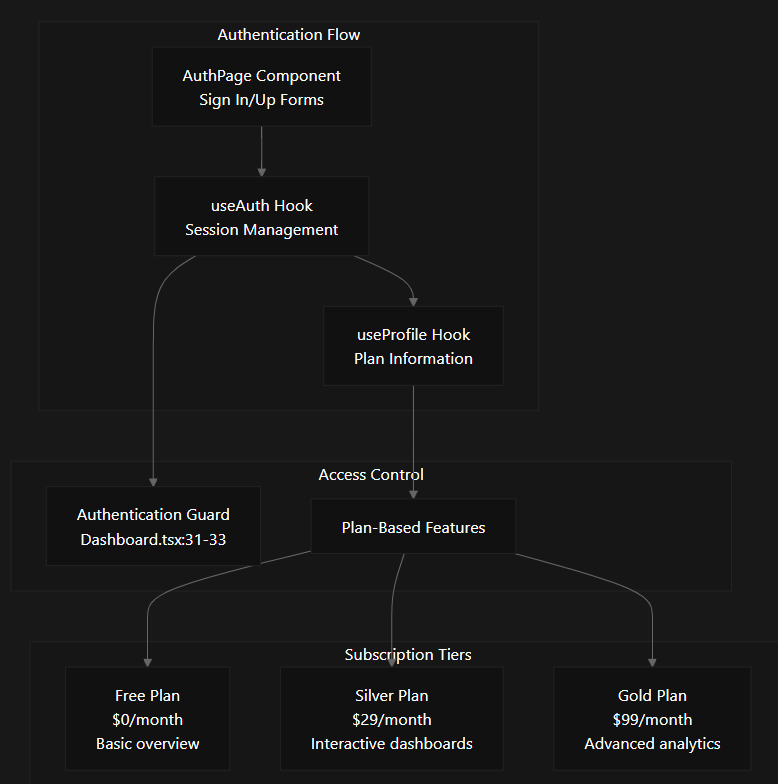 Authentication Flow
AuthPage Component
Sign In/Up Forms
useAuth Hook
Session Management
useProfile Hook
Plan Information
Access Control
Authentication Guard
Dashboard.tsx:31-33
Plan-Based Features
Subscription Tiers
Free Plan
$0/month
Basic overview
Silver Plan
$29/month
Interactive dashboards
Gold Plan
$99/month
Advanced analytics